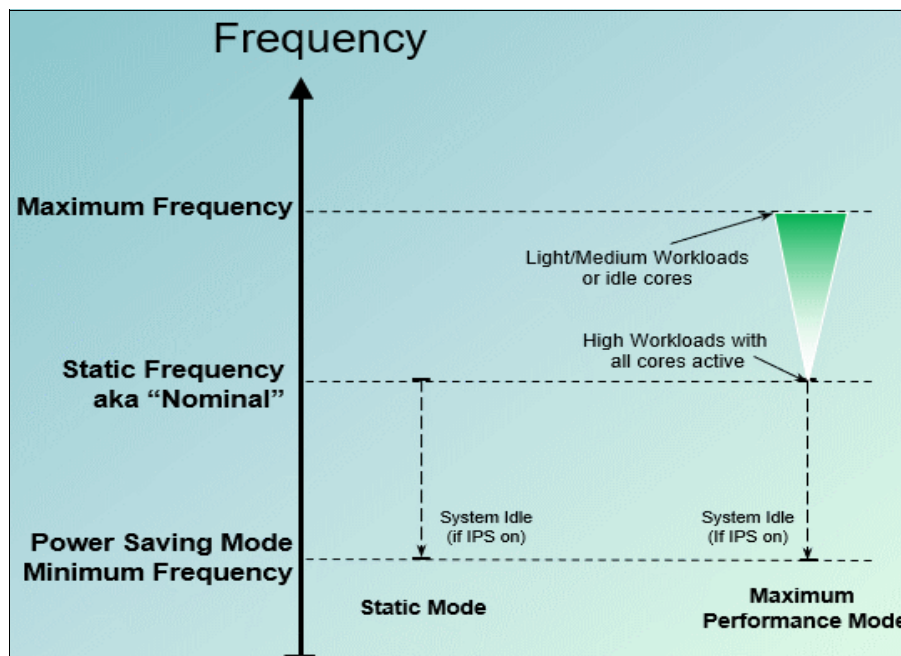 Frequency
Maximum Frequency
Light/Medium Workloads
or idle cores
High Workloads with
all cores active
Static Frequency
aka “Nominal”
System Idle
(if IPS on)
System Idle
(If IPS on)
Power Saving Mode
Minimum Frequency
Static Mode
Maximum
Performance Mode